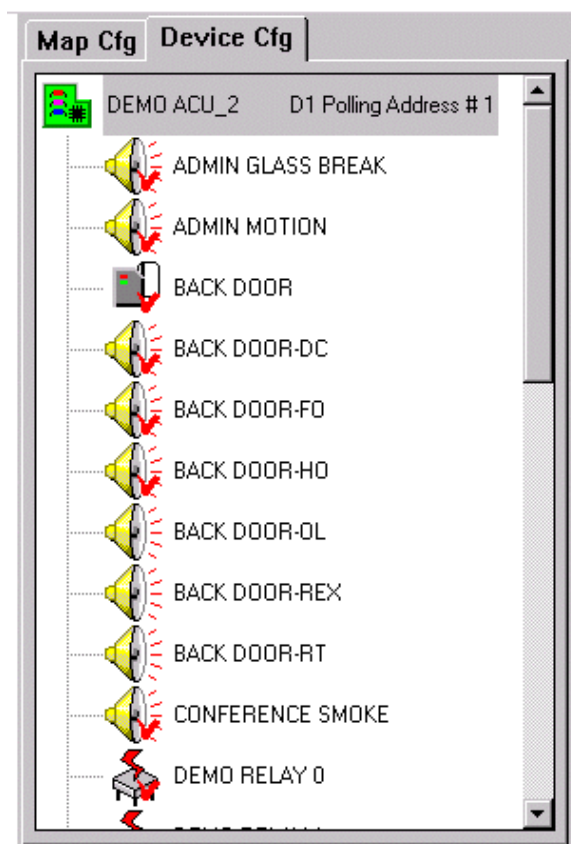 Map Cfg Device Cfg
DEMO ACU_2 D1 Polling Address # 1
ADMIN GLASS BREAK
ADMIN MOTION
BACK DOOR
BACK DOOR-DC
BACK DOOR-FO
BACK DOOR-HO
BACK DOOR-OL
BACK DOOR-REX
BACK DOOR-RT
CONFERENCE SMOKE
DEMO RELAY 0